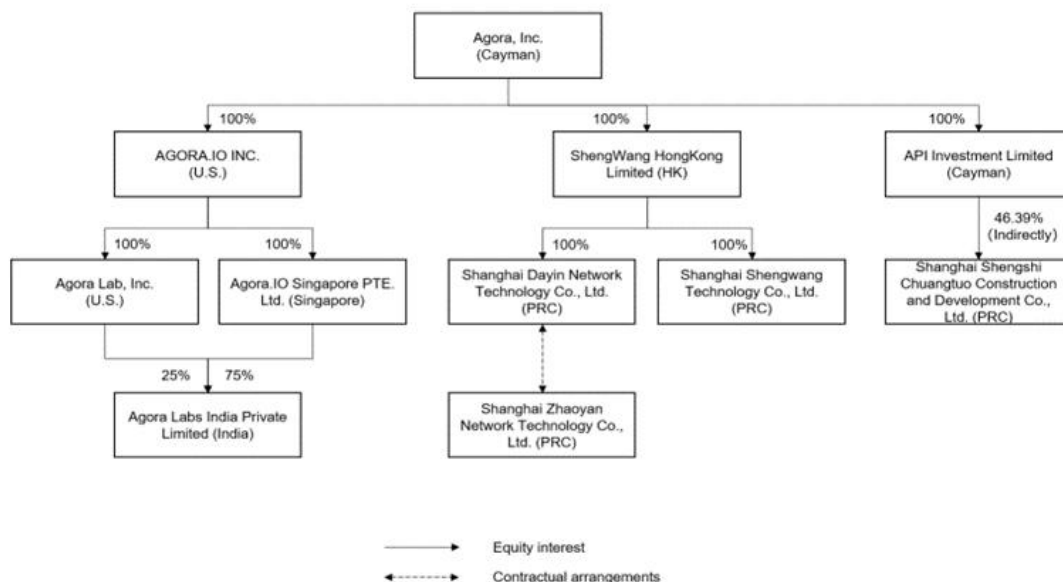 Agora, Inc.
(Cayman)
100%
100%
100%
AGORA.IO INC.
(U.S.)
ShengWang HongKong
Limited (HK)
API Investment Limited
(Cayman)
100%
100%
100%
100%
46.39%
(Indirectly)
Agora Lab, Inc.
(U.S.)
Agora.IO Singapore PTE.
Ltd. (Singapore)
Shanghai Dayin Network
Technology Co., Ltd.
(PRC)
Shanghai Shengwang
Technology Co., Ltd.
(PRC)
Shanghai Shengshi
Chuangtuo Construction
and Development Co.,
Ltd. (PRC)
25%
75%
Agora Labs India Private
Limited (India)
Shanghai Zhaoyan
Network Technology Co.,
Ltd. (PRC)
Equity interest
Contractual arrangements